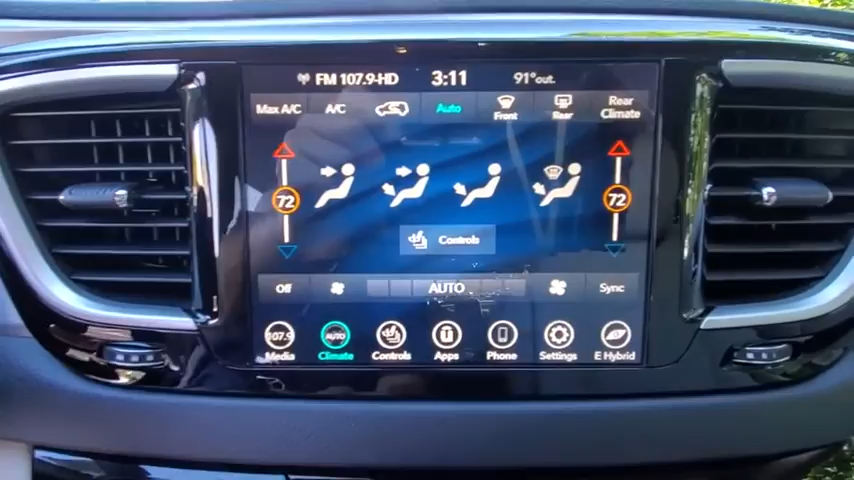 FM 107.9-HD 3:11 91°out.
Max A/C A/C Auto Front Rear Rear Climate
72 72
Controls
Off AUTO Sync
107.9 AUTO
Media Climate Controls Apps Phone Settings E Hybrid